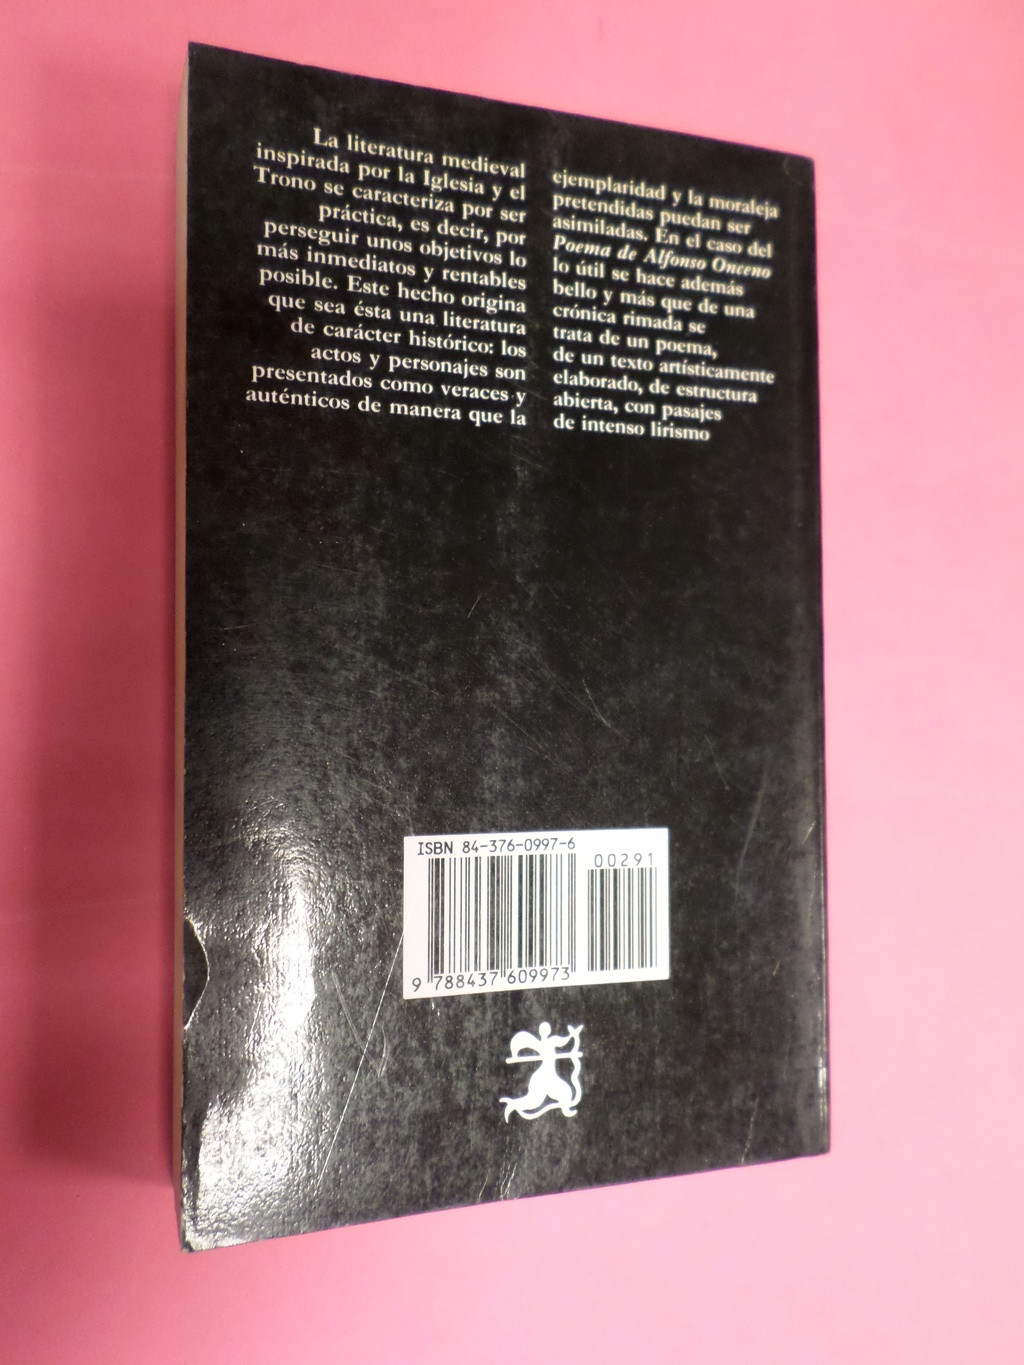 La literatura medieval
inspirada por la Iglesia y el
Trono se caracteriza por ser
práctica, es decir, por
perseguir unos objetivos lo
más inmediatos y rentables
posible. Este hecho origina
que sea ésta una literatura
de carácter histórico: los
actos y personajes son
presentados como veraces y
auténticos de manera que la
ejemplaridad y la moraleja
pretendidas puedan ser
asimiladas. En el caso del
Poema de Alfonso Onceno
lo útil se hace además
bello y más que de una
crónica rimada se
trata de un poema,
de un texto artísticamente
elaborado, de estructura
abierta, con pasajes
de intenso lirismo
ISBN 84-376-0997-6
00291
9 788437 609973